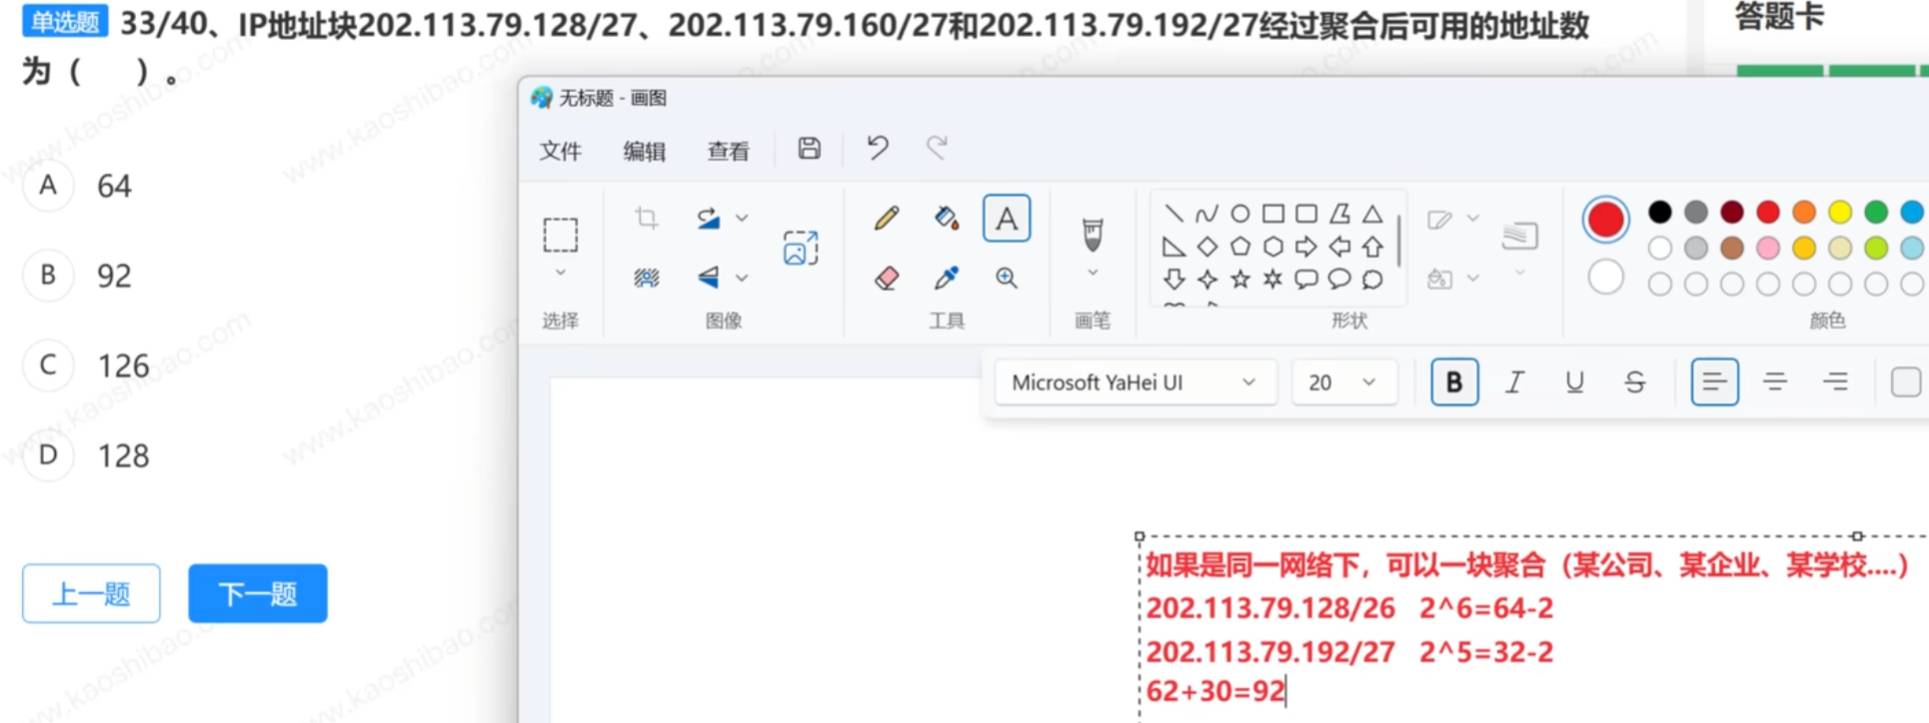 单选题 33/40、IP地址块202.113.79.128/27、202.113.79.160/27和202.113.79.192/27经过聚合后可用的地址数
为（ ）。
答题卡
A 64
B 92
C 126
D 128
上一题 下一题
无标题 - 画图
文件 编辑 查看
选择 图像 工具 画笔 形状 颜色
Microsoft YaHei UI 20 B I U S
如果是同一网络下，可以一块聚合（某公司、某企业、某学校....）
202.113.79.128/26 2^6=64-2
202.113.79.192/27 2^5=32-2
62+30=92
www.kaoshibao.com